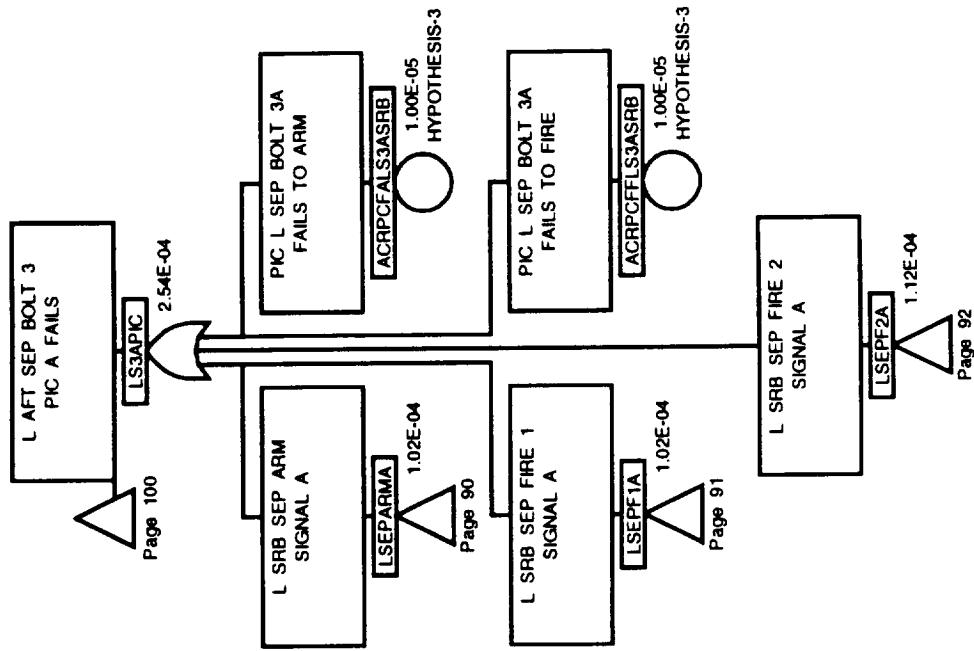 L AFT SEP BOLT 3
PIC A FAILS
LS3APIC
2.54E-04
Page 100
L SRB SEP ARM
SIGNAL A
LSEPARMA
1.02E-04
Page 90
PIC L SEP BOLT 3A
FAILS TO ARM
ACRPCFALS3ASRB
1.00E-05
HYPOTHESIS-3
L SRB SEP FIRE 1
SIGNAL A
LSEPF1A
1.02E-04
Page 91
PIC L SEP BOLT 3A
FAILS TO FIRE
ACRPCFFLS3ASRB
1.00E-05
HYPOTHESIS-3
L SRB SEP FIRE 2
SIGNAL A
LSEPF2A
1.12E-04
Page 92